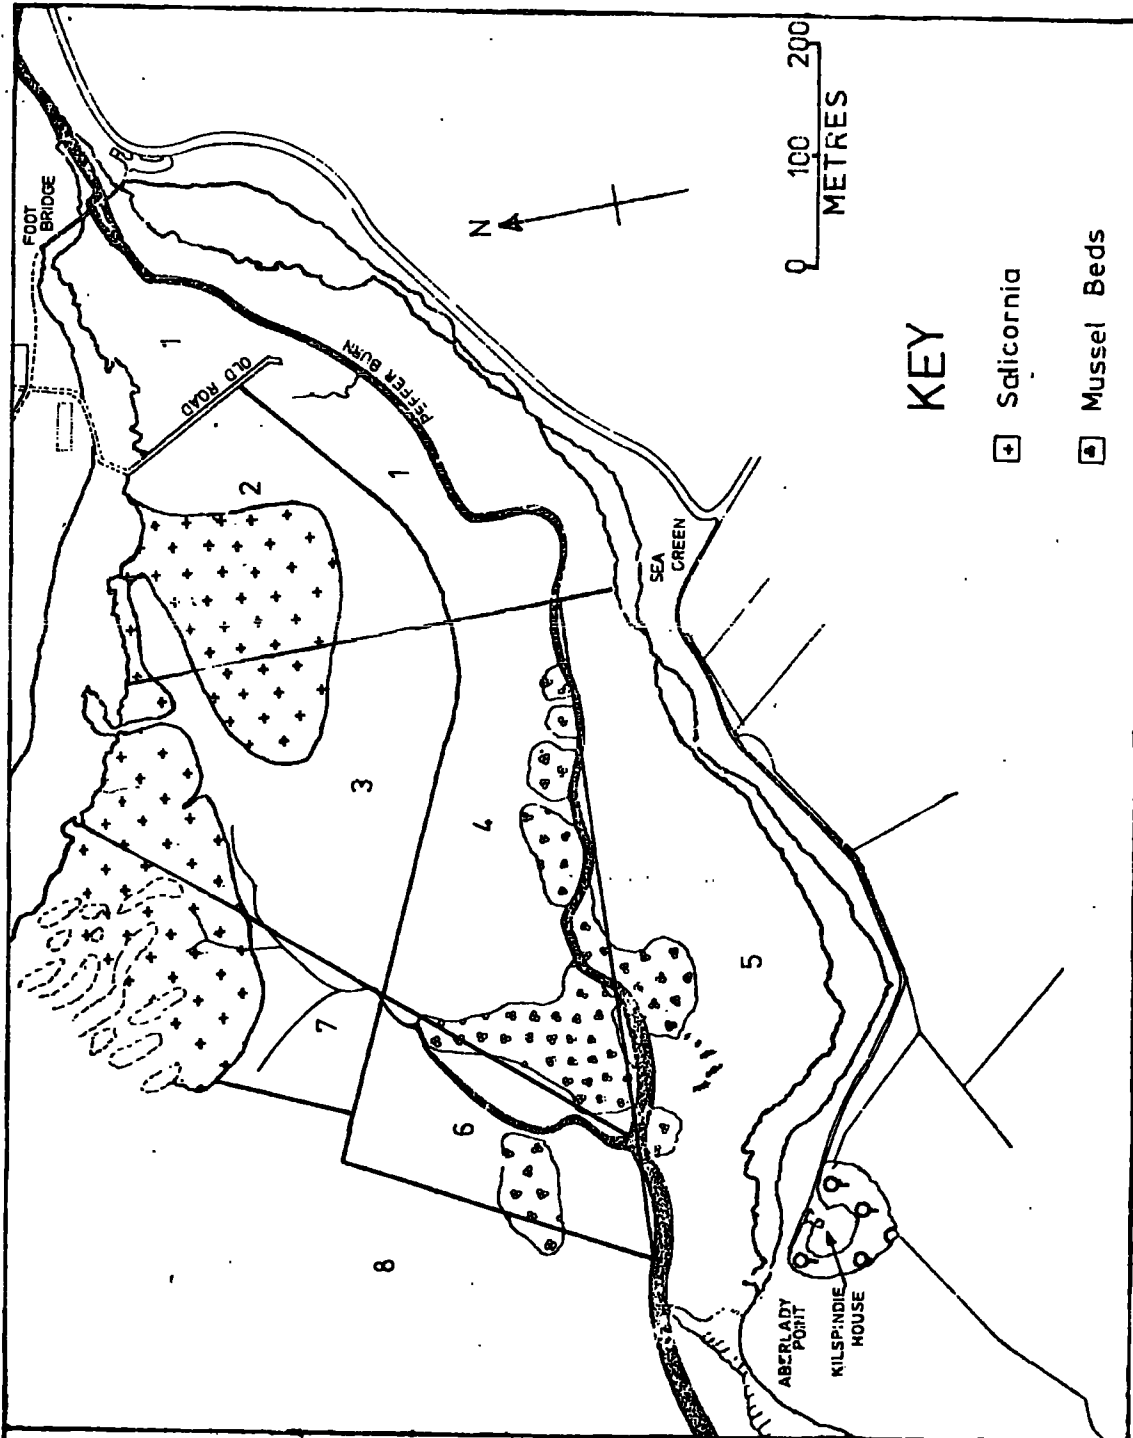 FOOT
BRIDGE
1
OLD ROAD
PEFFER BURN
N
0 100 200
METRES
2
1
3
4
SEA
GREEN
5
7
6
8
ABERLADY
POINT
KILSPINDIE
HOUSE
KEY
+ Salicornia
Mussel Beds